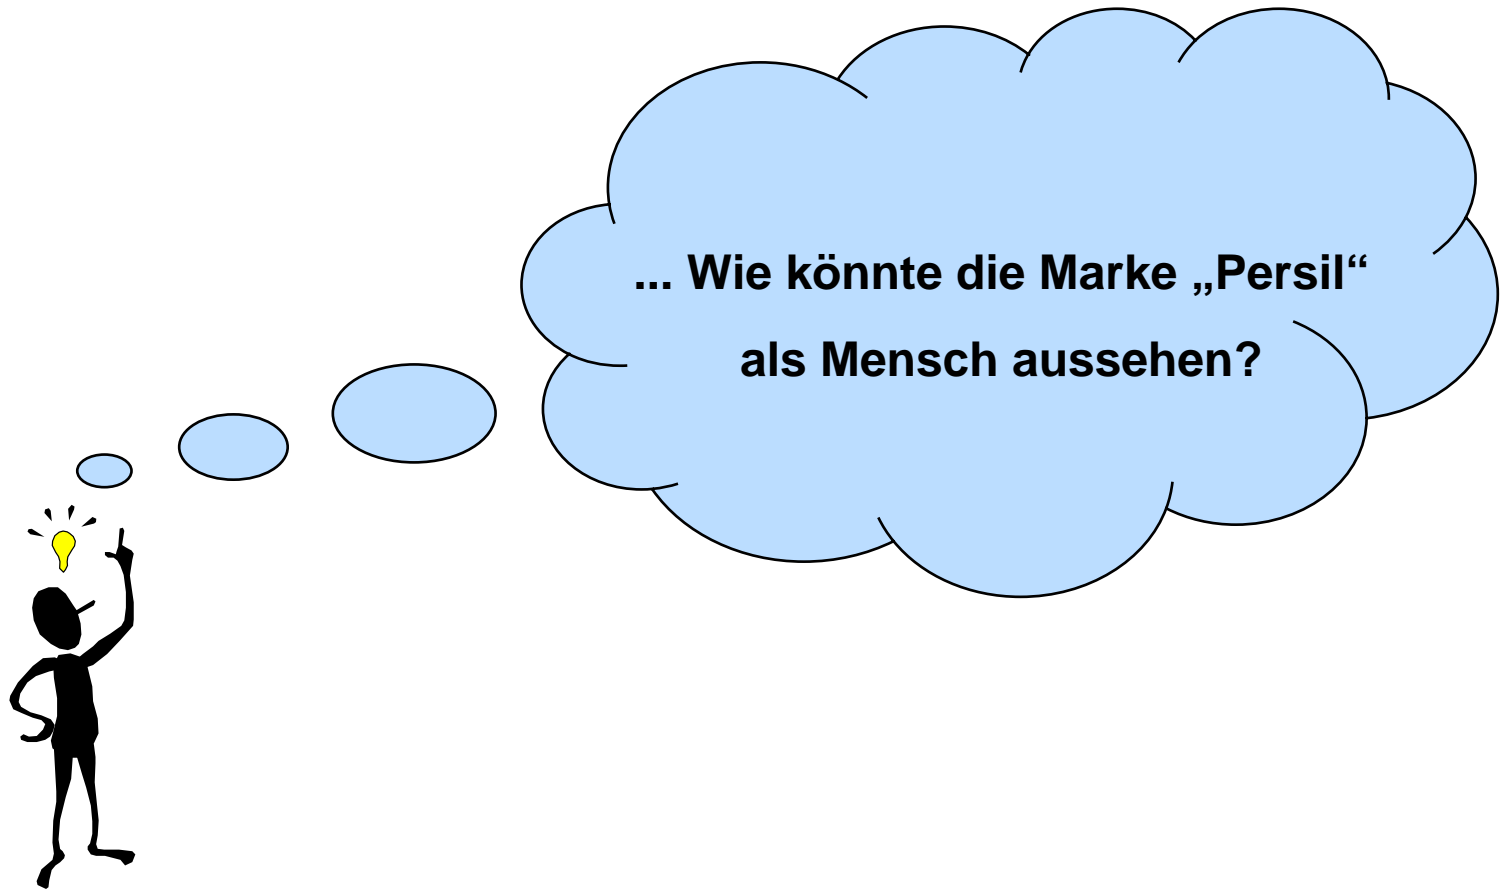 ... Wie könnte die Marke „Persil“
als Mensch aussehen?